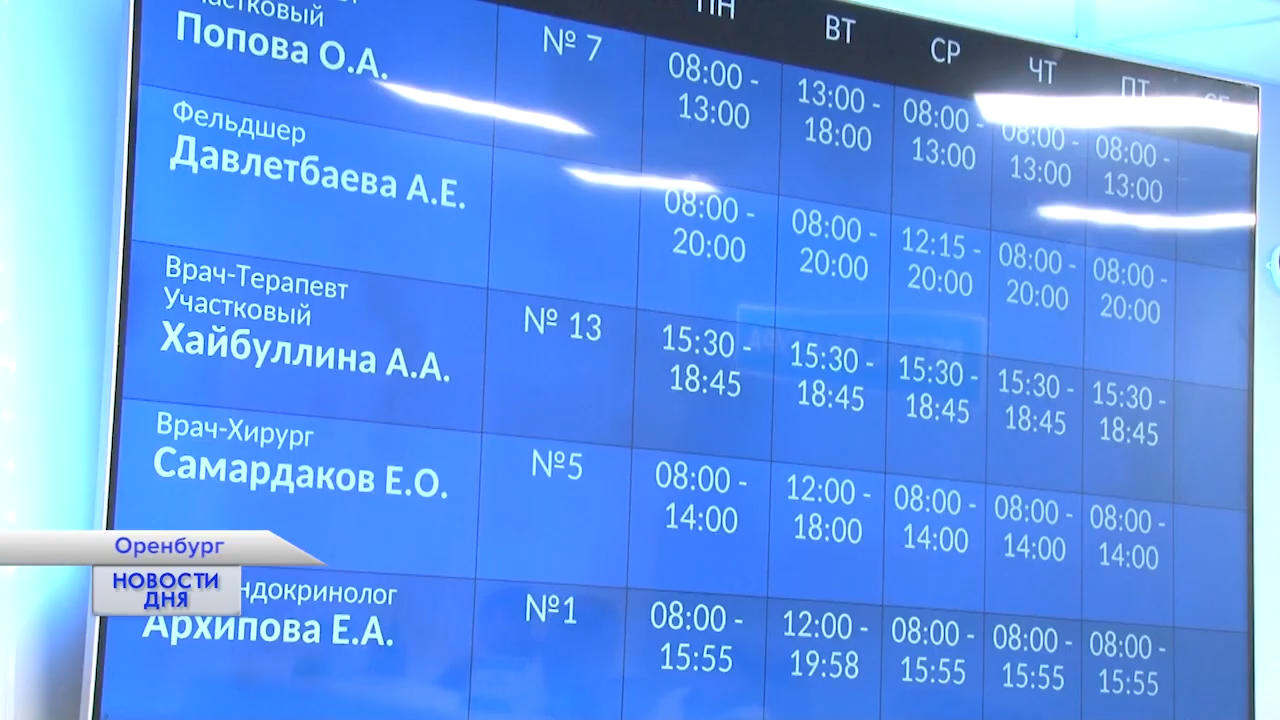 Участковый
Попова О.А.
№ 7
ПН
ВТ
СР
ЧТ
ПТ
08:00 -
13:00
13:00 -
18:00
08:00 -
13:00
08:00 -
13:00
08:00 -
13:00
Фельдшер
Давлетбаева А.Е.
08:00 -
20:00
08:00 -
20:00
12:15 -
20:00
08:00 -
20:00
08:00 -
20:00
Врач-Терапевт
Участковый
Хайбуллина А.А.
№ 13
15:30 -
18:45
15:30 -
18:45
15:30 -
18:45
15:30 -
18:45
15:30 -
18:45
Врач-Хирург
Самардаков Е.О.
№5
08:00 -
14:00
12:00 -
18:00
08:00 -
14:00
08:00 -
14:00
08:00 -
14:00
ндокринолог
Архипова Е.А.
№1
08:00 -
15:55
12:00 -
19:58
08:00 -
15:55
08:00 -
15:55
08:00 -
15:55
Оренбург
НОВОСТИ
ДНЯ